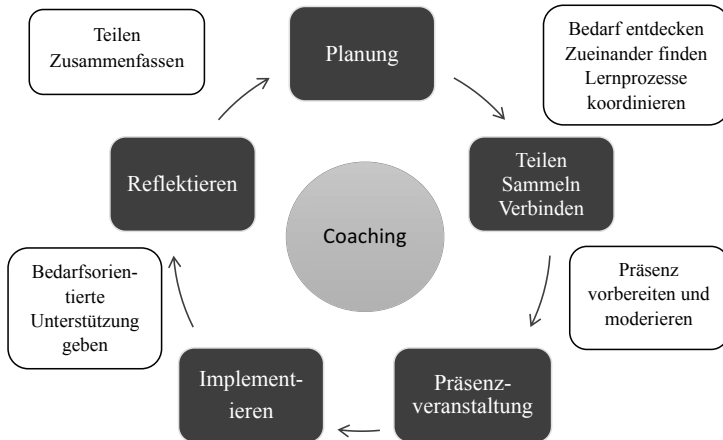 Teilen
Zusammenfassen
Planung
Bedarf entdecken
Zueinander finden
Lernprozesse
koordinieren
Reflektieren
Teilen
Sammeln
Verbinden
Coaching
Bedarfsorien-
tierte
Unterstützung
geben
Präsenz
vorbereiten und
moderieren
Implement-
ieren
Präsenz-
veranstaltung